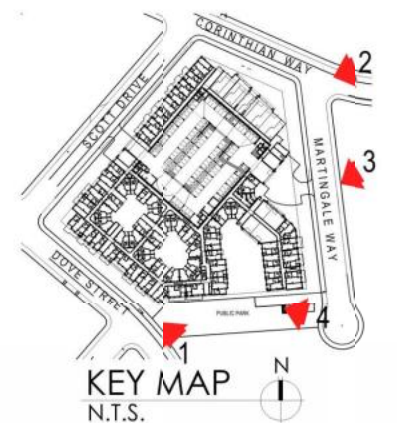 CORINTHIAN WAY
2
SCOTT DRIVE
MARTINGALE WAY
3
DOVE STREET
PUBLIC PARK
4
1
KEY MAP
N
N.T.S.